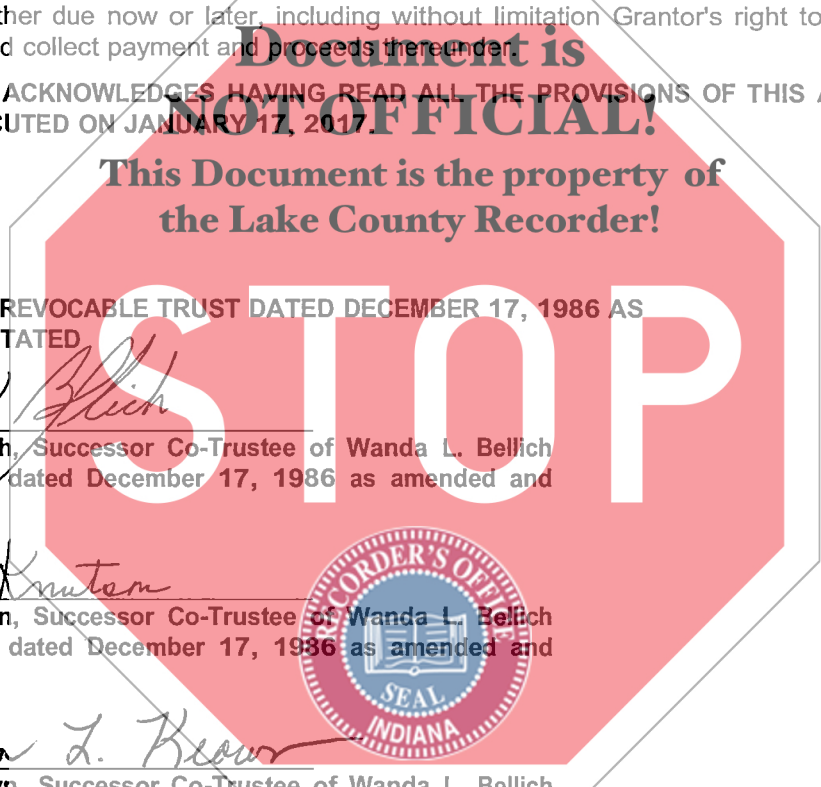 ther due now or later, including without limitation Grantor's right to
d collect payment and proceeds thereunder.
Document is
ACKNOWLEDGES HAVING READ ALL THE PROVISIONS OF THIS
NOT OFFICIAL!
CUTED ON JANUARY 17, 2017.
This Document is the property of
the Lake County Recorder!
REVOCABLE TRUST DATED DECEMBER 17, 1986 AS
TATED
STOP
Bellich
h, Successor Co-Trustee of Wanda L. Bellich
dated December 17, 1986 as amended and
Knutson
n, Successor Co-Trustee of Wanda L. Bellich
dated December 17, 1986 as amended and
RECORDER'S OFFICE
SEAL
INDIANA
L. Keown
n, Successor Co-Trustee of Wanda L. Bellich